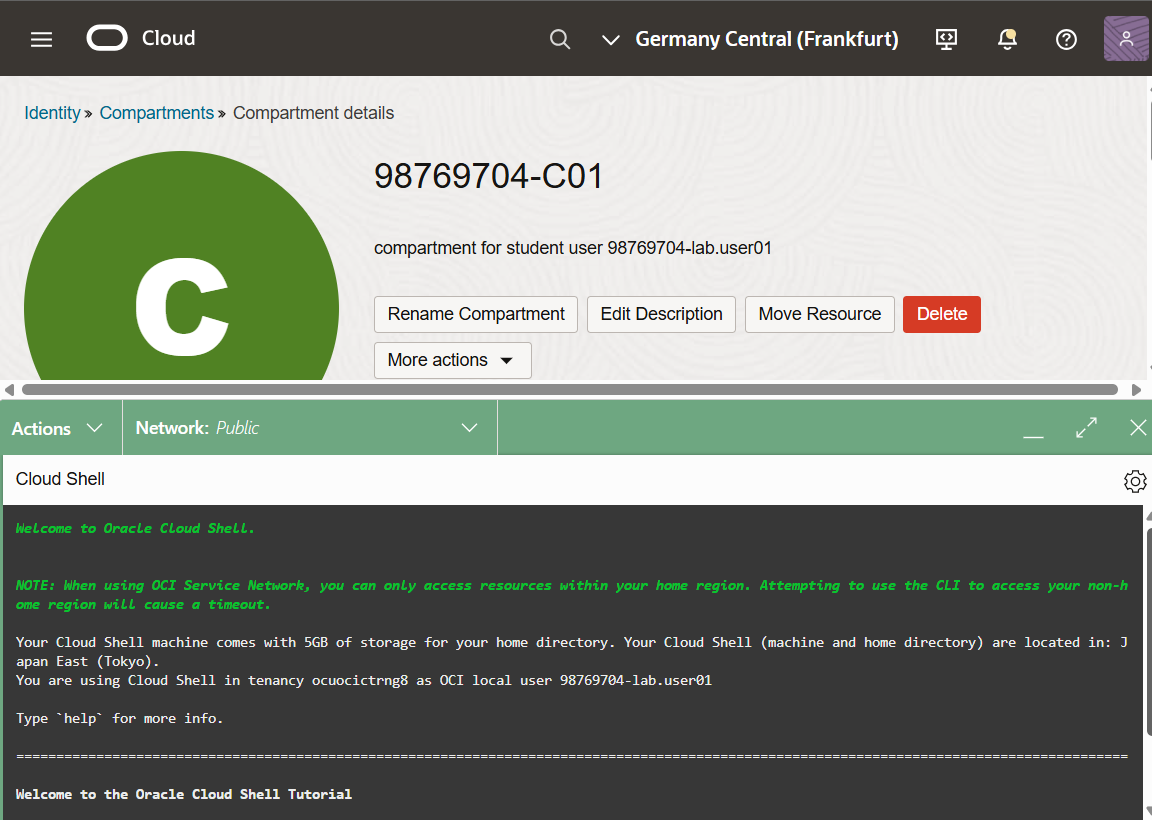 Cloud
Germany Central (Frankfurt)
Identity » Compartments » Compartment details
C
98769704-C01
compartment for student user 98769704-lab.user01
Rename Compartment Edit Description Move Resource Delete
More actions
Actions Network: Public
Cloud Shell
Welcome to Oracle Cloud Shell.
NOTE: When using OCI Service Network, you can only access resources within your home region. Attempting to use the CLI to access your non-h
ome region will cause a timeout.
Your Cloud Shell machine comes with 5GB of storage for your home directory. Your Cloud Shell (machine and home directory) are located in: J
apan East (Tokyo).
You are using Cloud Shell in tenancy ocuocictrng8 as OCI local user 98769704-lab.user01
Type `help` for more info.
===========================================================================================================================================
Welcome to the Oracle Cloud Shell Tutorial